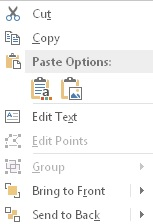 Cut
Copy
Paste Options:
Edit Text
Edit Points
Group
Bring to Front
Send to Back